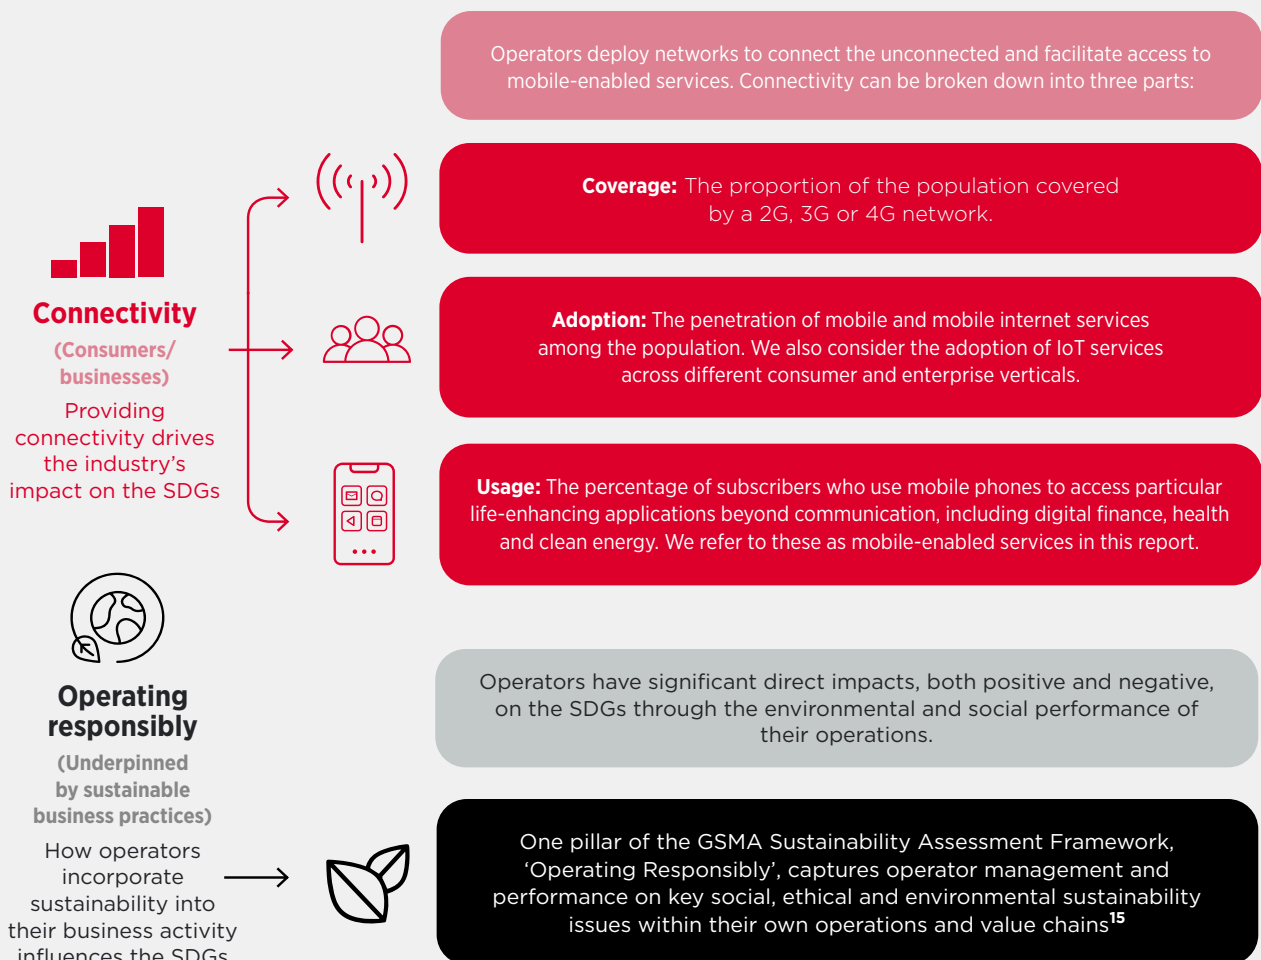 Operators deploy networks to connect the unconnected and facilitate access to
mobile-enabled services. Connectivity can be broken down into three parts:
Connectivity
(Consumers/
businesses)
Providing
connectivity drives
the industry’s
impact on the SDGs
Coverage: The proportion of the population covered
by a 2G, 3G or 4G network.
Adoption: The penetration of mobile and mobile internet services
among the population. We also consider the adoption of IoT services
across different consumer and enterprise verticals.
Usage: The percentage of subscribers who use mobile phones to access particular
life-enhancing applications beyond communication, including digital finance, health
and clean energy. We refer to these as mobile-enabled services in this report.
Operating
responsibly
(Underpinned
by sustainable
business practices)
How operators
incorporate
sustainability into
their business activity
influences the SDGs
Operators have significant direct impacts, both positive and negative,
on the SDGs through the environmental and social performance of
their operations.
One pillar of the GSMA Sustainability Assessment Framework,
‘Operating Responsibly’, captures operator management and
performance on key social, ethical and environmental sustainability
issues within their own operations and value chains15